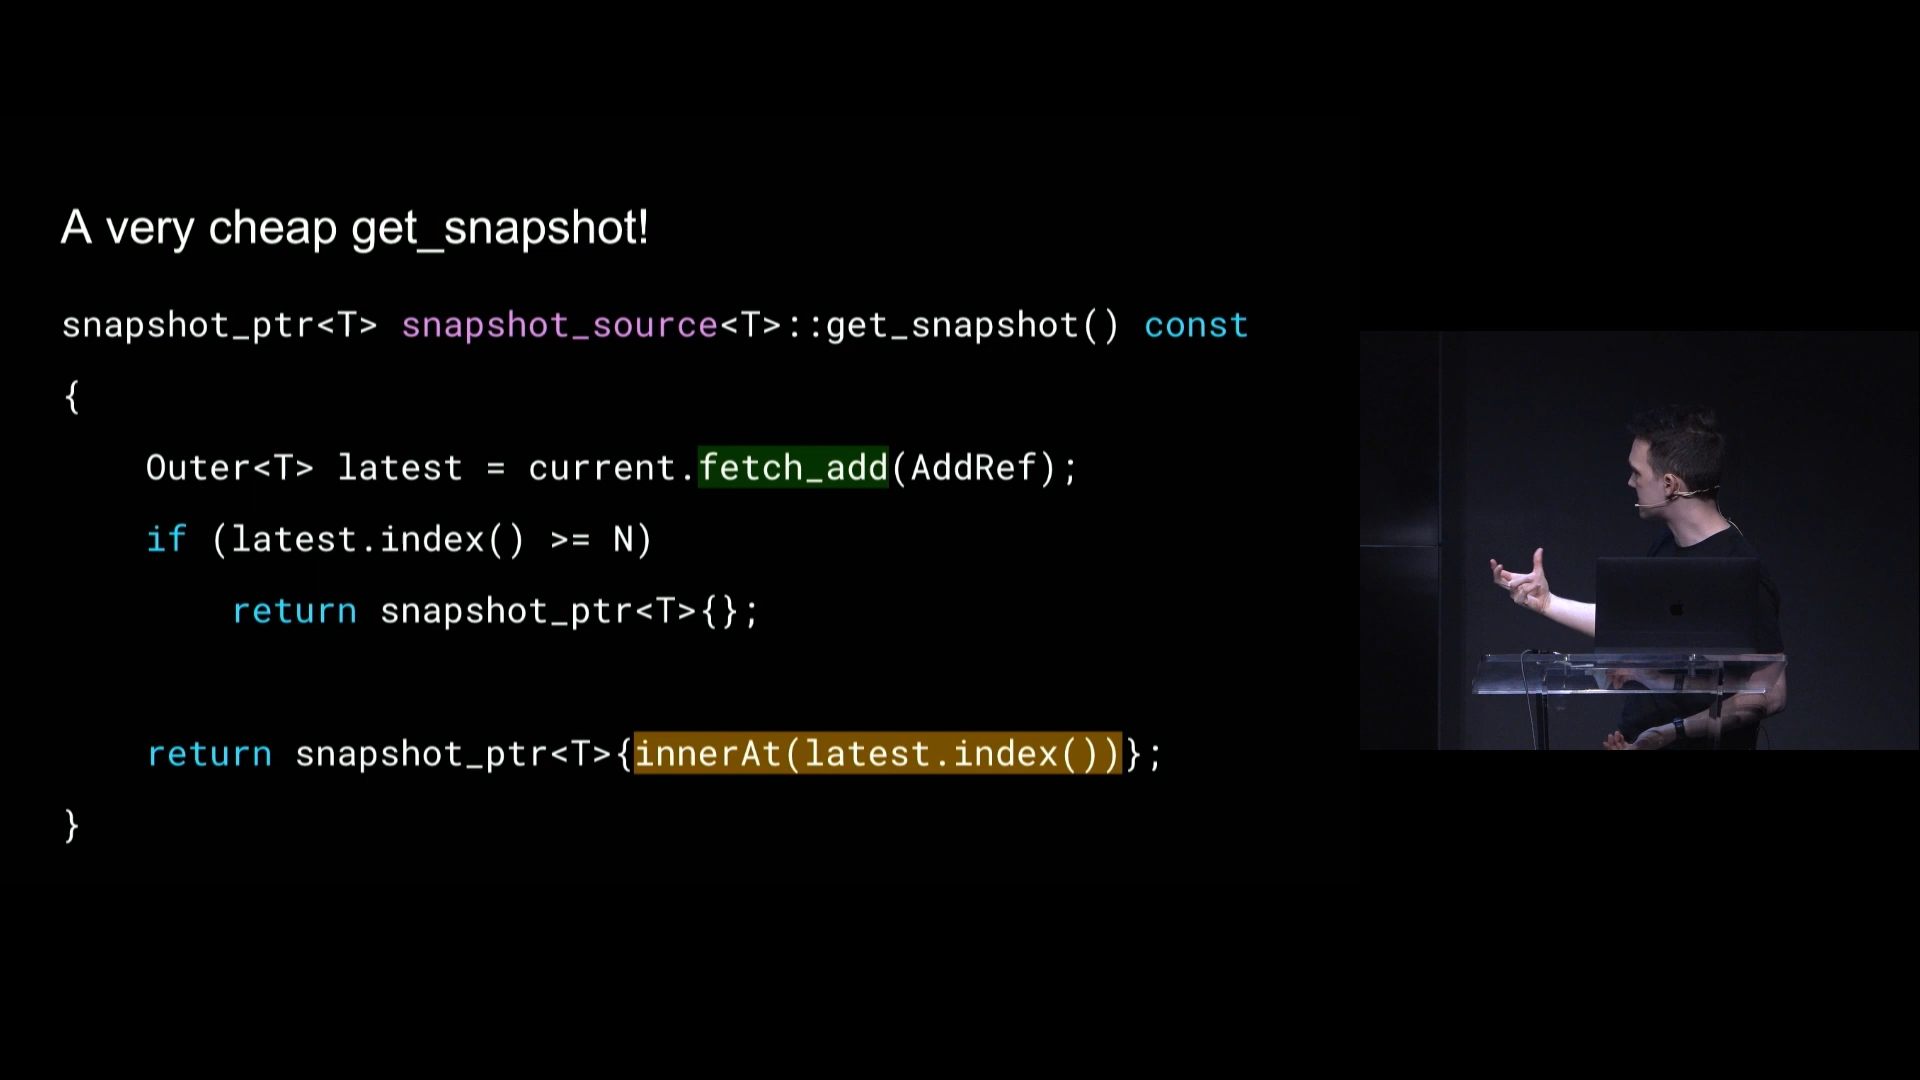 A very cheap get_snapshot!
snapshot_ptr<T> snapshot_source<T>::get_snapshot() const
{
Outer<T> latest = current.fetch_add(AddRef);
if (latest.index() >= N)
return snapshot_ptr<T>{};
return snapshot_ptr<T>{innerAt(latest.index())};
}